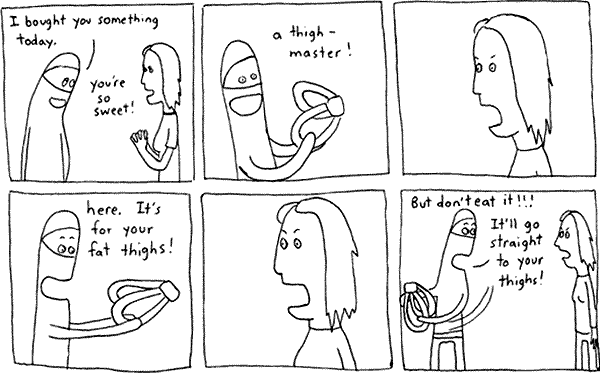 I bought you something
today.
you're
so
sweet!
a thigh-
master!
here. It's
for your
fat thighs!
But don't eat it!!!
It'll go
straight
to your
thighs!